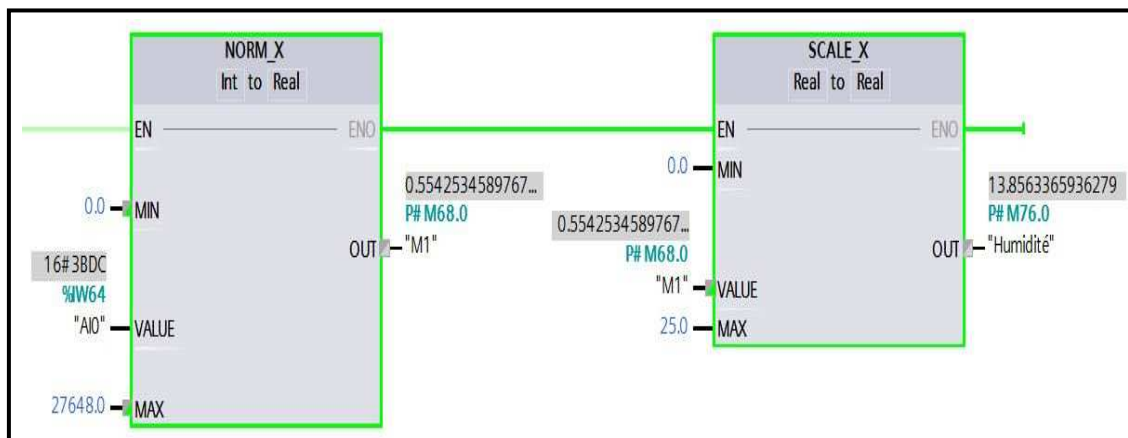 NORM_X
Int to Real
EN
ENO
0.0
MIN
16#3BDC
%IW64
"AI0"
VALUE
27648.0
MAX
0.5542534589767...
P#M68.0
OUT
"M1"
SCALE_X
Real to Real
EN
ENO
0.0
MIN
0.5542534589767...
P#M68.0
"M1"
VALUE
25.0
MAX
13.8563365936279
P#M76.0
OUT
"Humidité"